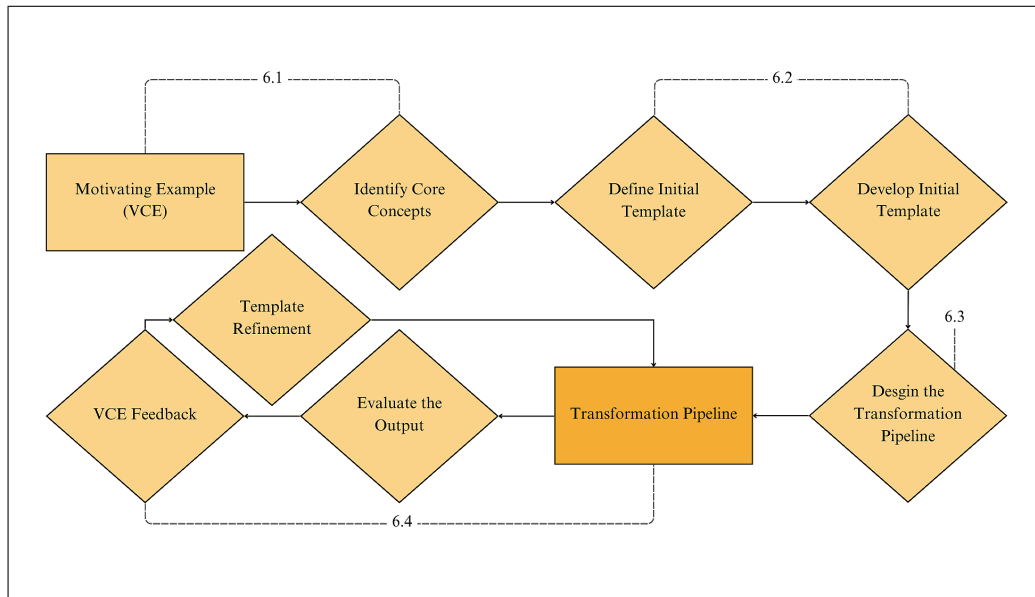 6.1
6.2
Motivating Example
(VCE)
Identify Core
Concepts
Define Initial
Template
Develop Initial
Template
Template
Refinement
6.3
VCE Feedback
Evaluate the
Output
Transformation Pipeline
Desgin the
Transformation
Pipeline
6.4